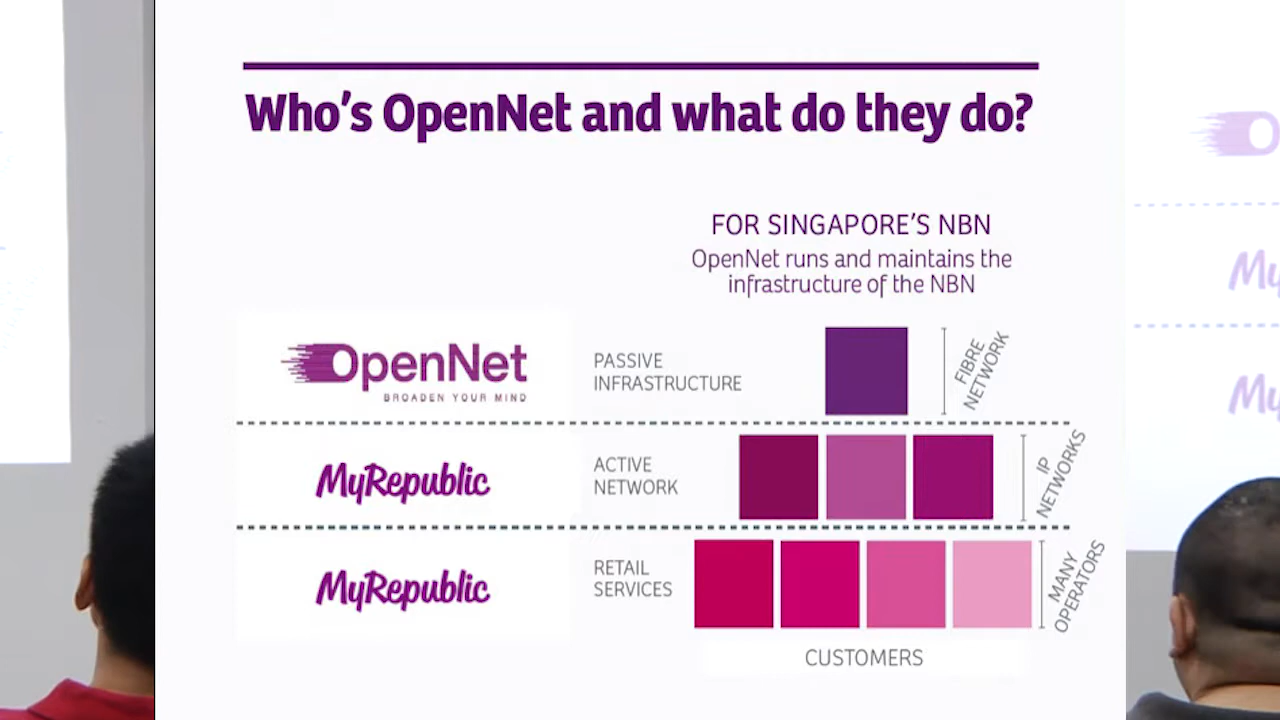 Who's OpenNet and what do they do?
FOR SINGAPORE'S NBN
OpenNet runs and maintains the
infrastructure of the NBN
OpenNet
BROADEN YOUR MIND
PASSIVE
INFRASTRUCTURE
FIBRE
NETWORK
MyRepublic
ACTIVE
NETWORK
IP
NETWORKS
MyRepublic
RETAIL
SERVICES
MANY
OPERATORS
CUSTOMERS
My
My